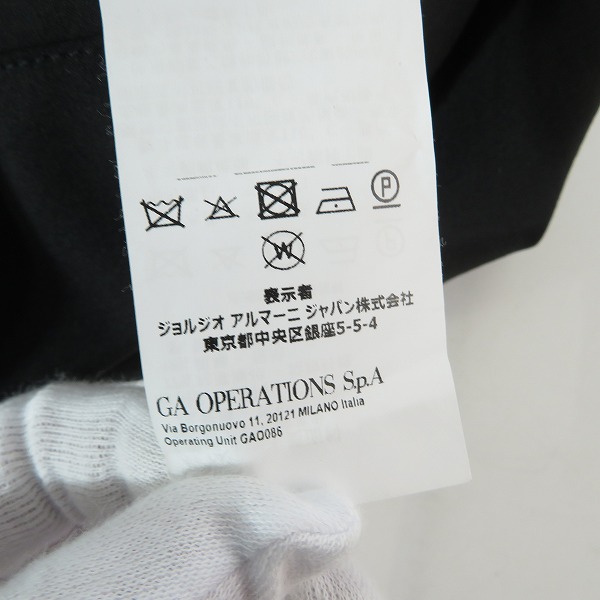 P
W
表示者
ジョルジオ アルマーニ ジャパン株式会社
東京都中央区銀座5-5-4
GA OPERATIONS S.p.A
Via Borgonuovo 11, 20121 MILANO Italia
Operating Unit GAO086